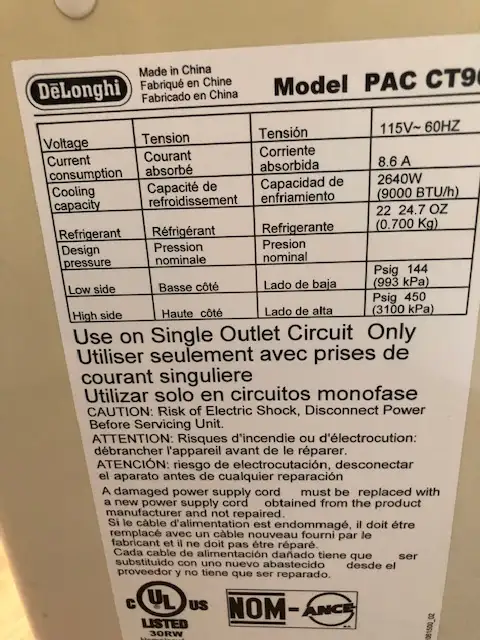 DeLonghi
Made in China
Fabriqué en Chine
Fabricado en China
Model PAC CT9
Voltage Tension Tensión 115V~ 60HZ
Current consumption Courant absorbé Corriente absorbida 8.6 A
Cooling capacity Capacité de refroidissement Capacidad de enfriamiento 2640W (9000 BTU/h)
Refrigerant Réfrigérant Refrigerante 22 24.7 OZ (0.700 Kg)
Design pressure Pression nominale Presion nominal
Low side Basse côté Lado de baja Psig 144 (993 kPa)
High side Haute côté Lado de alta Psig 450 (3100 kPa)
Use on Single Outlet Circuit Only
Utiliser seulement avec prises de
courant singuliere
Utilizar solo en circuitos monofase
CAUTION: Risk of Electric Shock, Disconnect Power
Before Servicing Unit.
ATTENTION: Risques d'incendie ou d'électrocution:
débrancher l'appareil avant de le réparer.
ATENCIÓN: riesgo de electrocutación, desconectar
el aparato antes de cualquier reparación
A damaged power supply cord must be replaced with
a new power supply cord obtained from the product
manufacturer and not repaired.
Si le câble d'alimentation est endommagé, il doit être
remplacé avec un câble nouveau fourni par le
fabricant et il ne doit pas être réparé.
Cada cable de alimentación dañado tiene que ser
substituido con uno nuevo abastecido desde el
proveedor y no tiene que ser reparado.
C UL US
LISTED
30RW
NOM-ANCE